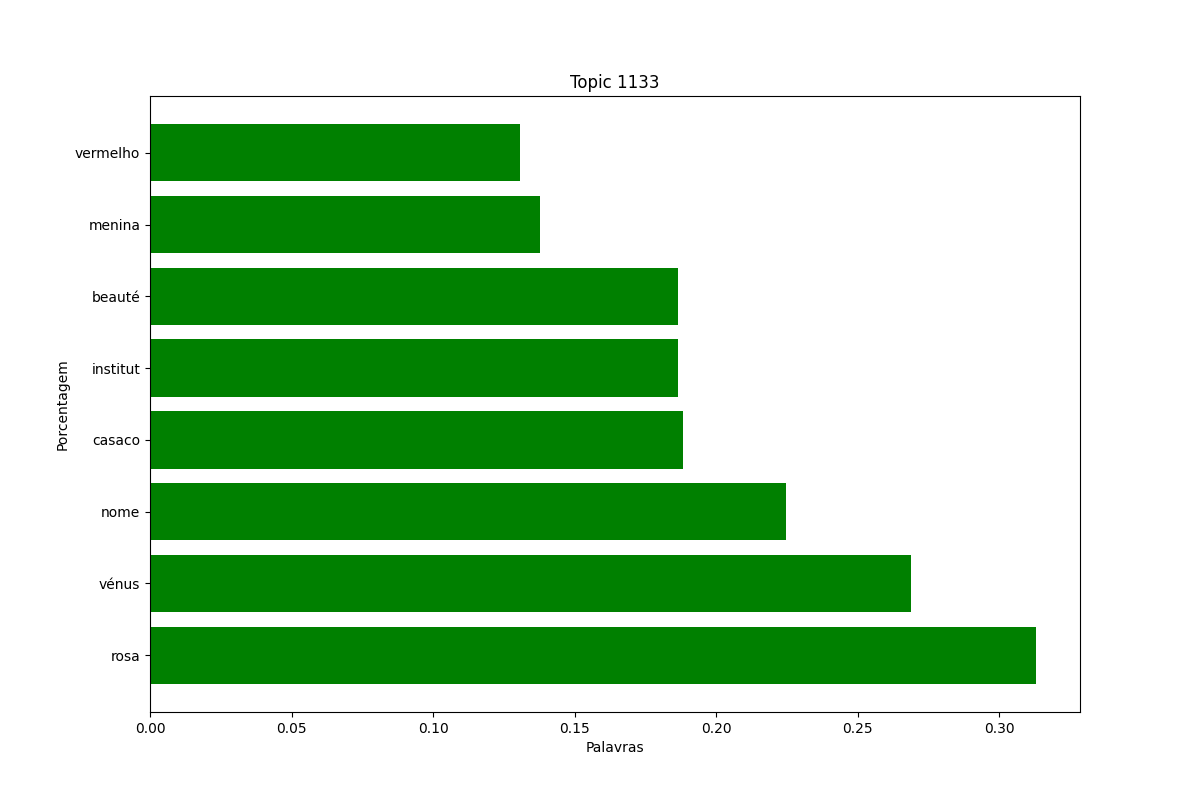 Topic 1133
vermelho
menina
beauté
institut
casaco
nome
vénus
rosa
Porcentagem
0.00 0.05 0.10 0.15 0.20 0.25 0.30
Palavras